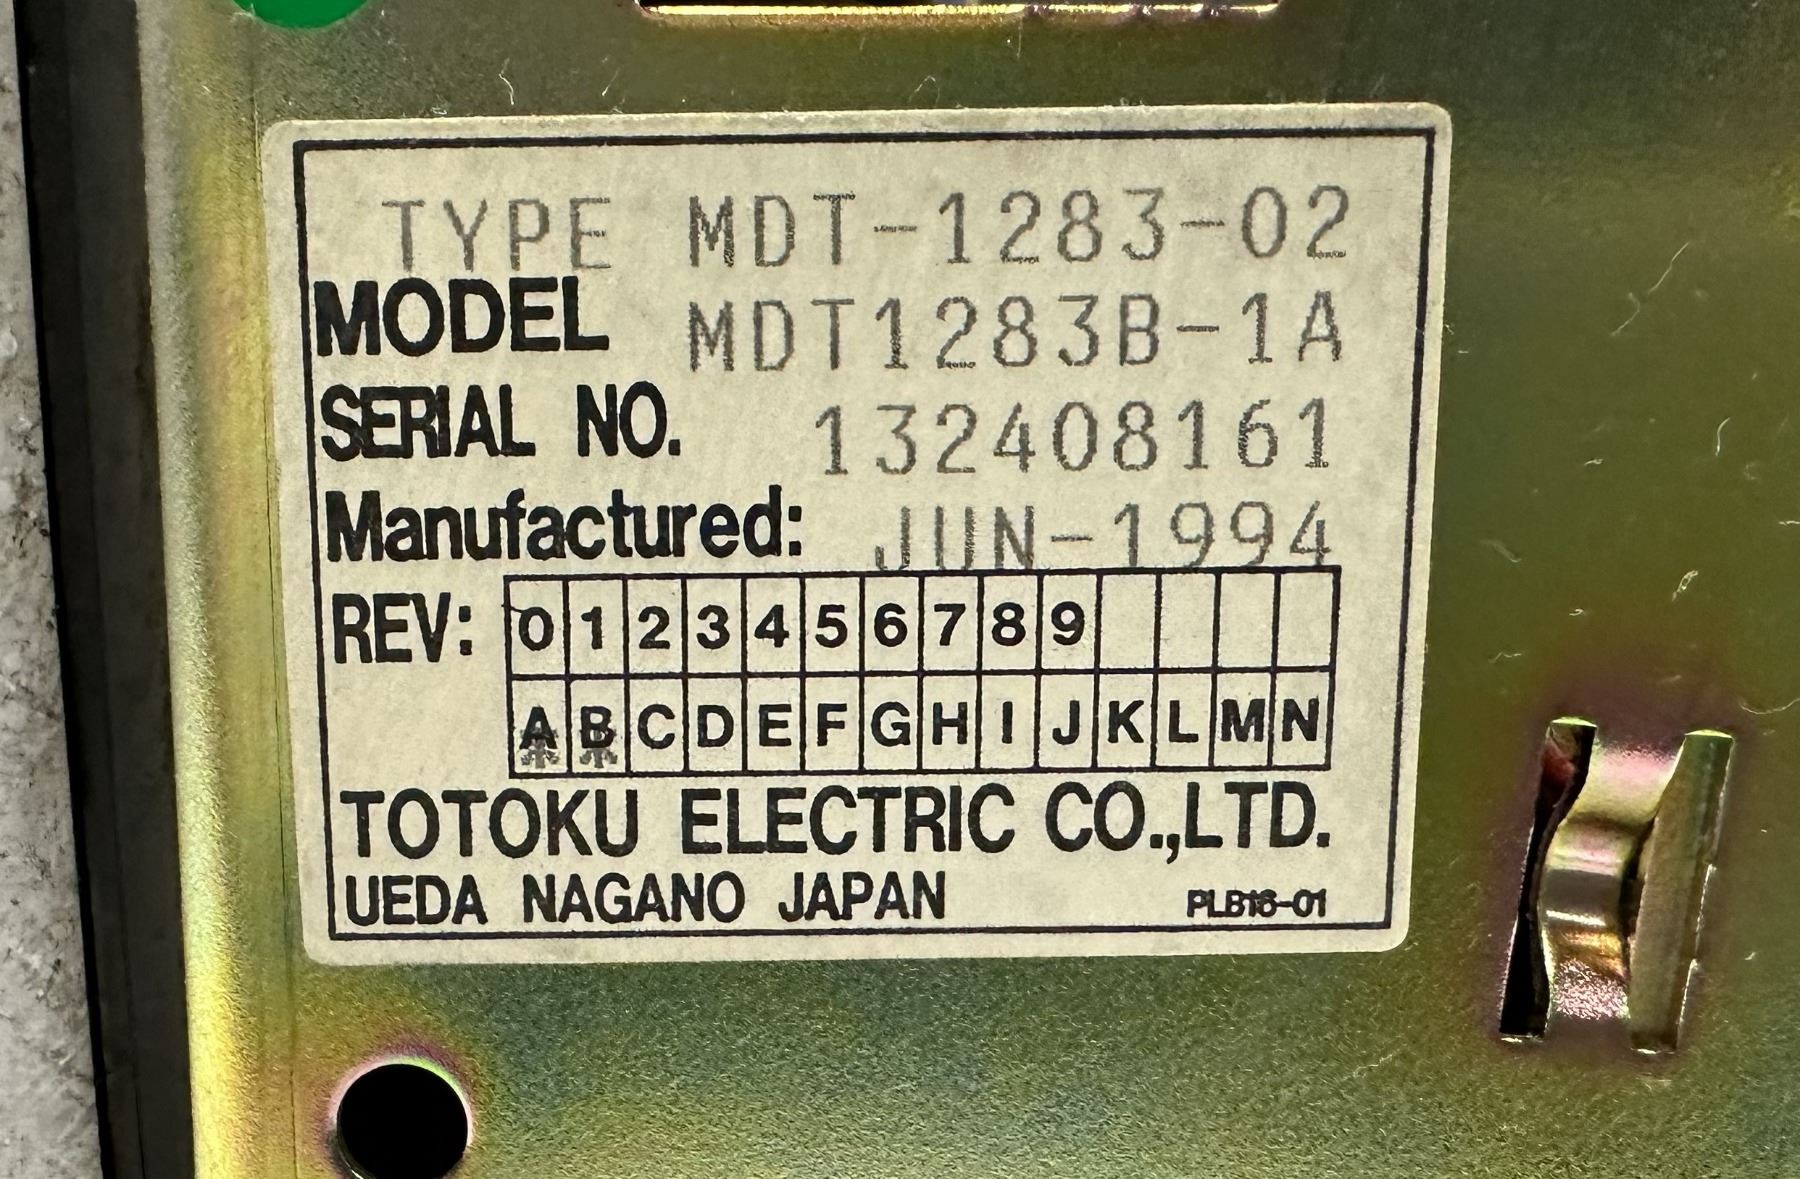 TYPE MDT-1283-02
MODEL MDT1283B-1A
SERIAL NO. 132408161
Manufactured: JUN-1994
REV: 0 1 2 3 4 5 6 7 8 9
A B C D E F G H I J K L M N
TOTOKU ELECTRIC CO.,LTD.
UEDA NAGANO JAPAN PLB16-01